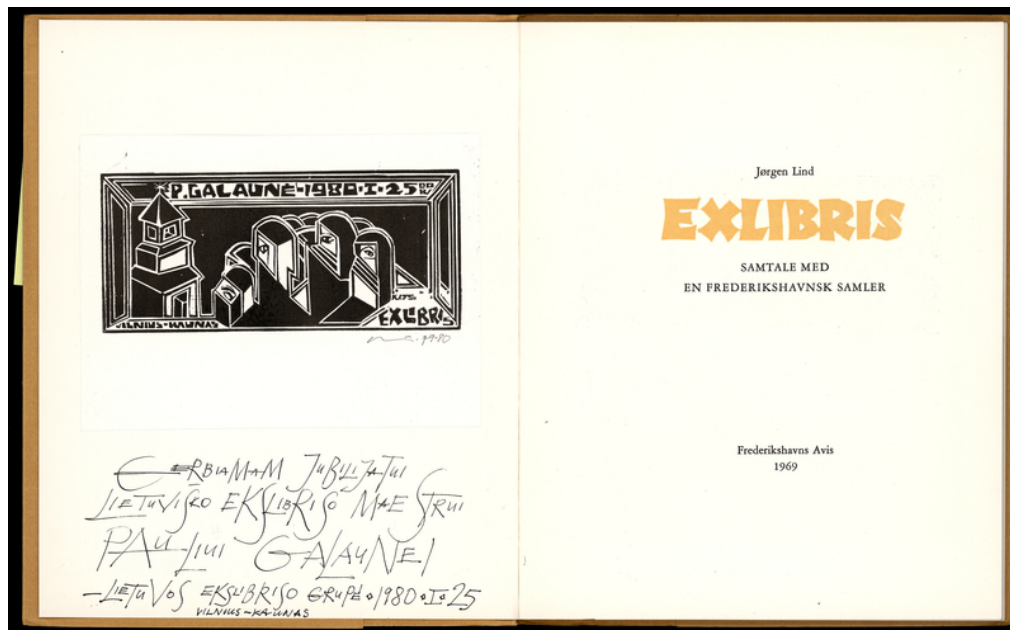 P. GALAUNĖ-1980·I·25
VILNIUS-KAUNAS
EXLIBRIS
GERBIAMAM JUBILIJATUI
LIETUVIŠKO EKSLIBRISO MAESTRUI
PAULIUI GALAUNEI
-LIETUVOS EKSLIBRISO GRUPĖ•1980•I•25
VILNIUS-KAUNAS
Jørgen Lind
EXLIBRIS
SAMTALE MED
EN FREDERIKSHAVNSK SAMLER
Frederikshavns Avis
1969